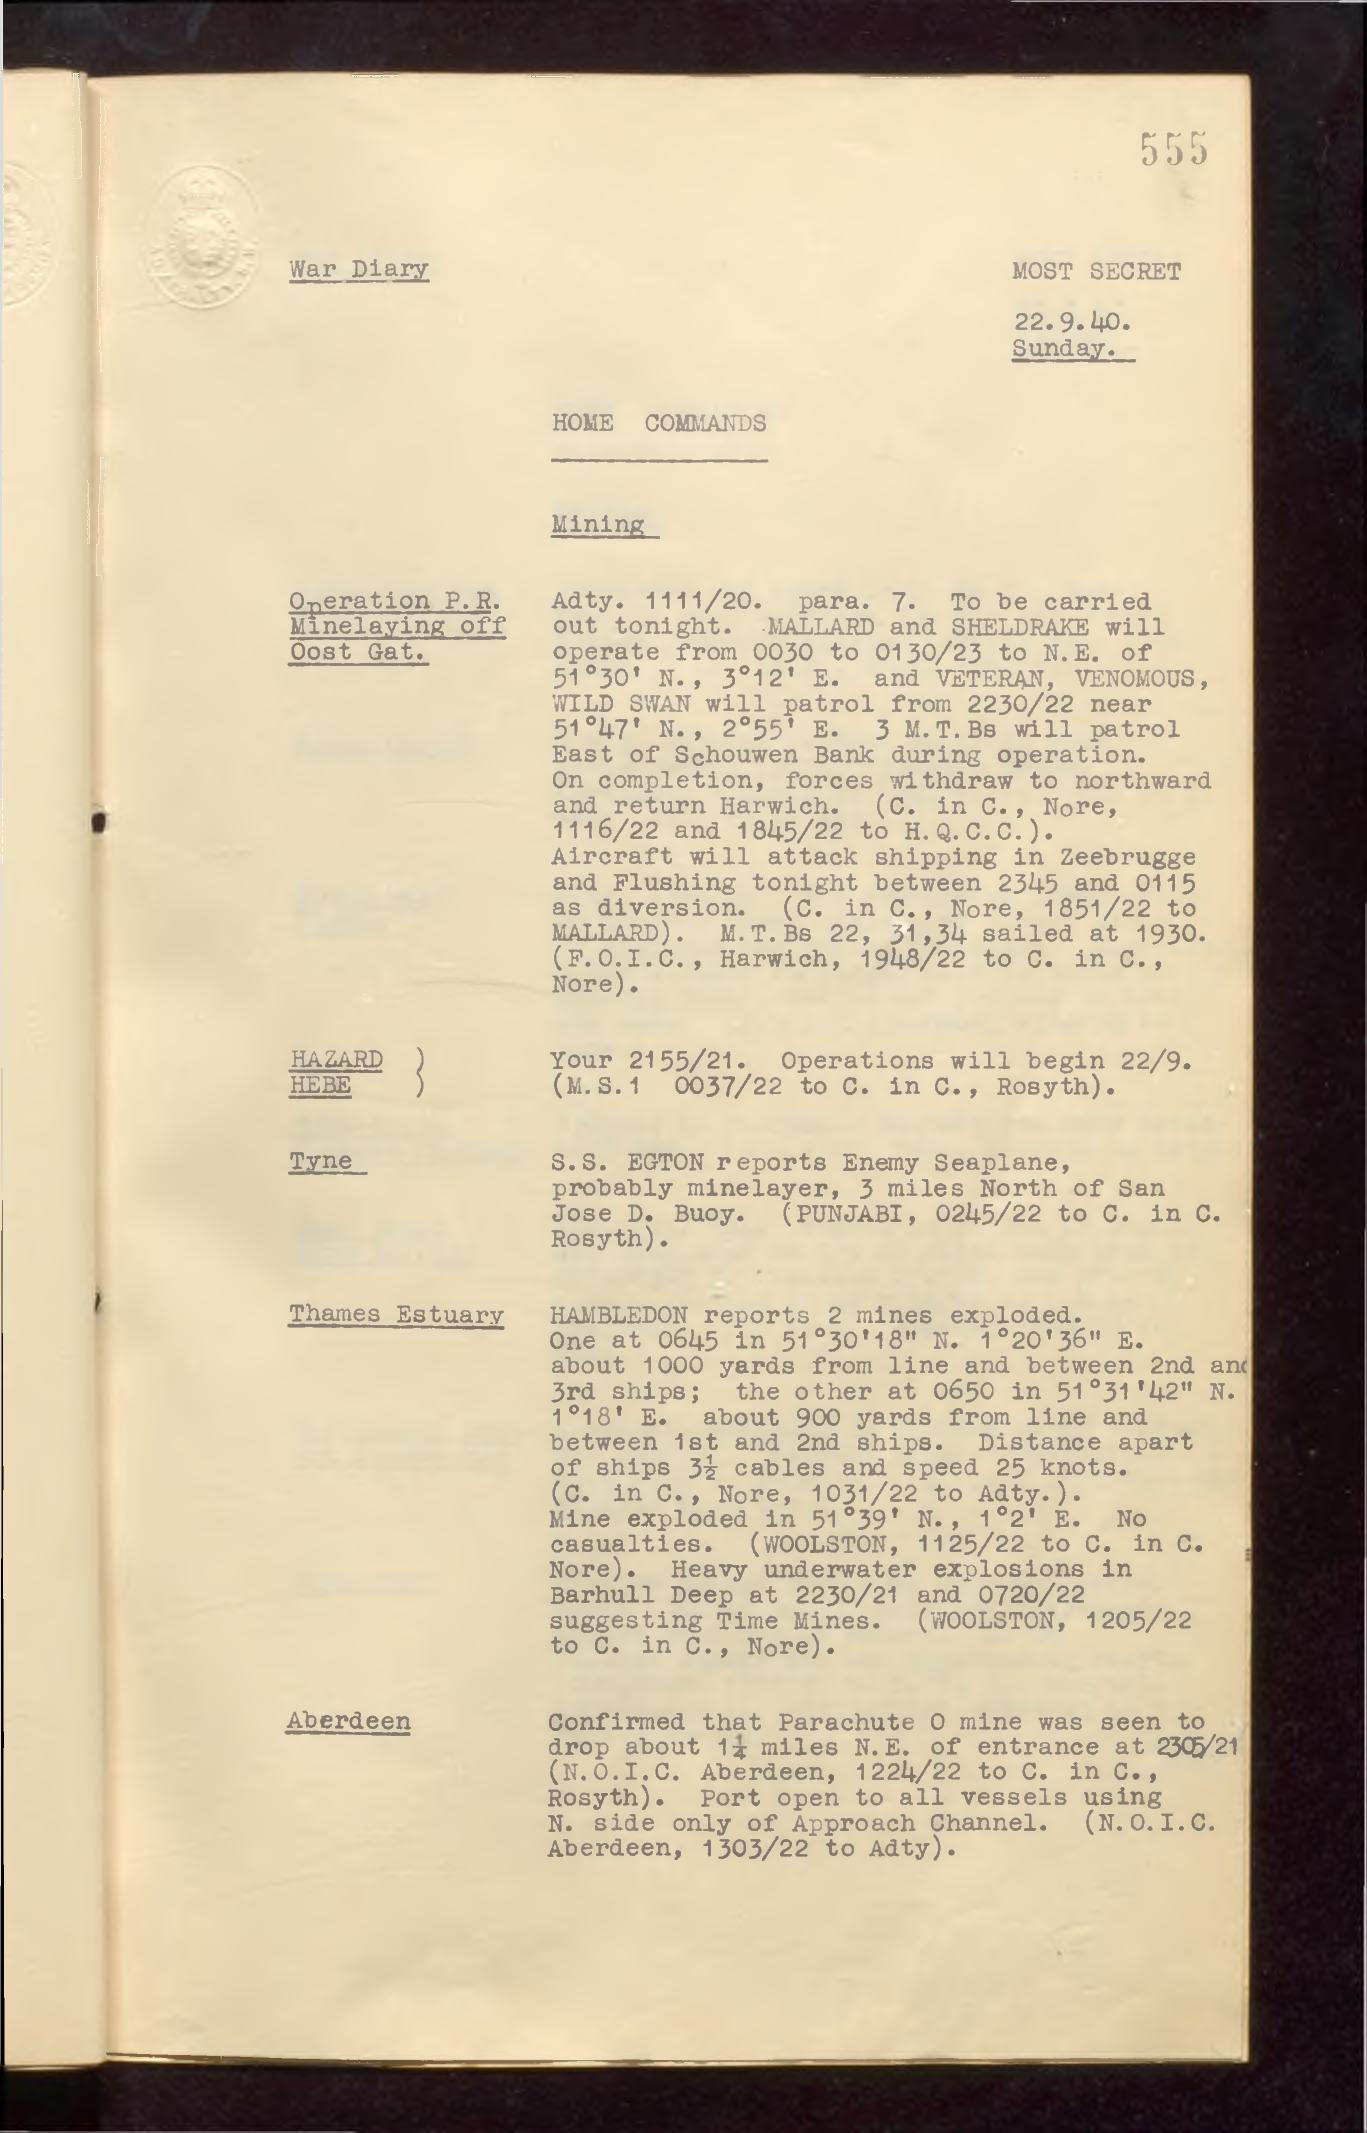 555
War Diary
MOST SECRET
22.9.40.
Sunday.
HOME COMMANDS
Mining
Operation P.R.
Minelaying off
Oost Gat.
Adty. 1111/20. para. 7. To be carried
out tonight. MALLARD and SHELDRAKE will
operate from 0030 to 0130/23 to N.E. of
51°30' N., 3°12' E. and VETERAN, VENOMOUS,
WILD SWAN will patrol from 2230/22 near
51°47' N., 2°55' E. 3 M.T.Bs will patrol
East of Schouwen Bank during operation.
On completion, forces withdraw to northward
and return Harwich. (C. in C., Nore,
1116/22 and 1845/22 to H.Q.C.C.).
Aircraft will attack shipping in Zeebrugge
and Flushing tonight between 2345 and 0115
as diversion. (C. in C., Nore, 1851/22 to
MALLARD). M.T.Bs 22, 31,34 sailed at 1930.
(F.O.I.C., Harwich, 1948/22 to C. in C.,
Nore).
HAZARD )
HEBE )
Your 2155/21. Operations will begin 22/9.
(M.S.1 0037/22 to C. in C., Rosyth).
Tyne
S.S. EGTON reports Enemy Seaplane,
probably minelayer, 3 miles North of San
Jose D. Buoy. (PUNJABI, 0245/22 to C. in C.
Rosyth).
Thames Estuary
HAMBLEDON reports 2 mines exploded.
One at 0645 in 51°30'18" N. 1°20'36" E.
about 1000 yards from line and between 2nd and
3rd ships; the other at 0650 in 51°31'42" N.
1°18' E. about 900 yards from line and
between 1st and 2nd ships. Distance apart
of ships 3½ cables and speed 25 knots.
(C. in C., Nore, 1031/22 to Adty.).
Mine exploded in 51°39' N., 1°2' E. No
casualties. (WOOLSTON, 1125/22 to C. in C.
Nore). Heavy underwater explosions in
Barhull Deep at 2230/21 and 0720/22
suggesting Time Mines. (WOOLSTON, 1205/22
to C. in C., Nore).
Aberdeen
Confirmed that Parachute O mine was seen to
drop about 1¼ miles N.E. of entrance at 2305/21
(N.O.I.C. Aberdeen, 1224/22 to C. in C.,
Rosyth). Port open to all vessels using
N. side only of Approach Channel. (N.O.I.C.
Aberdeen, 1303/22 to Adty).